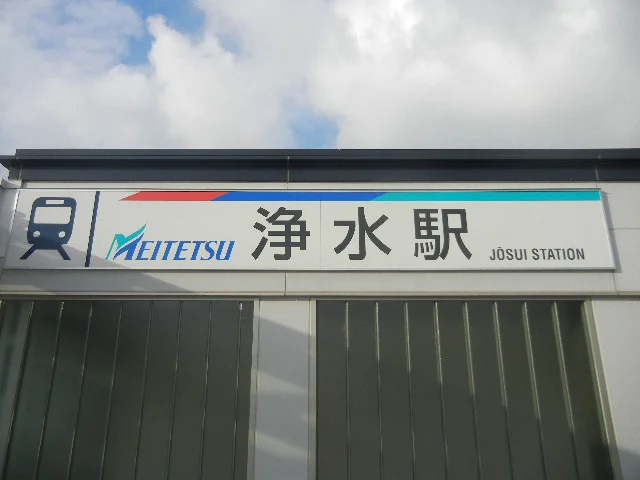 MEITETSU 浄水駅 JŌSUI STATION